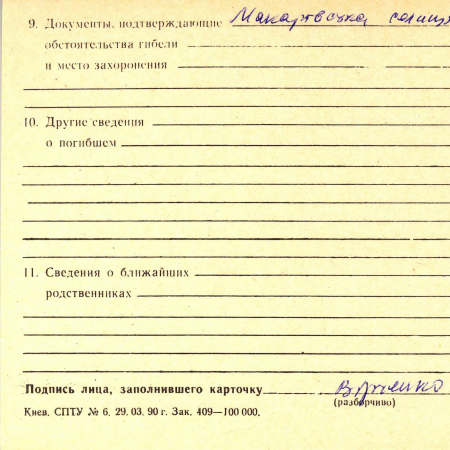 9. Документы, подтверждающие Макарівська селищ
обстоятельства гибели
и место захоронения
10. Другие сведения
о погибшем
11. Сведения о ближайших
родственниках
Подпись лица, заполнившего карточку
(разборчиво)
Киев. СПТУ № 6. 29. 03. 90 г. Зак. 409—100 000.